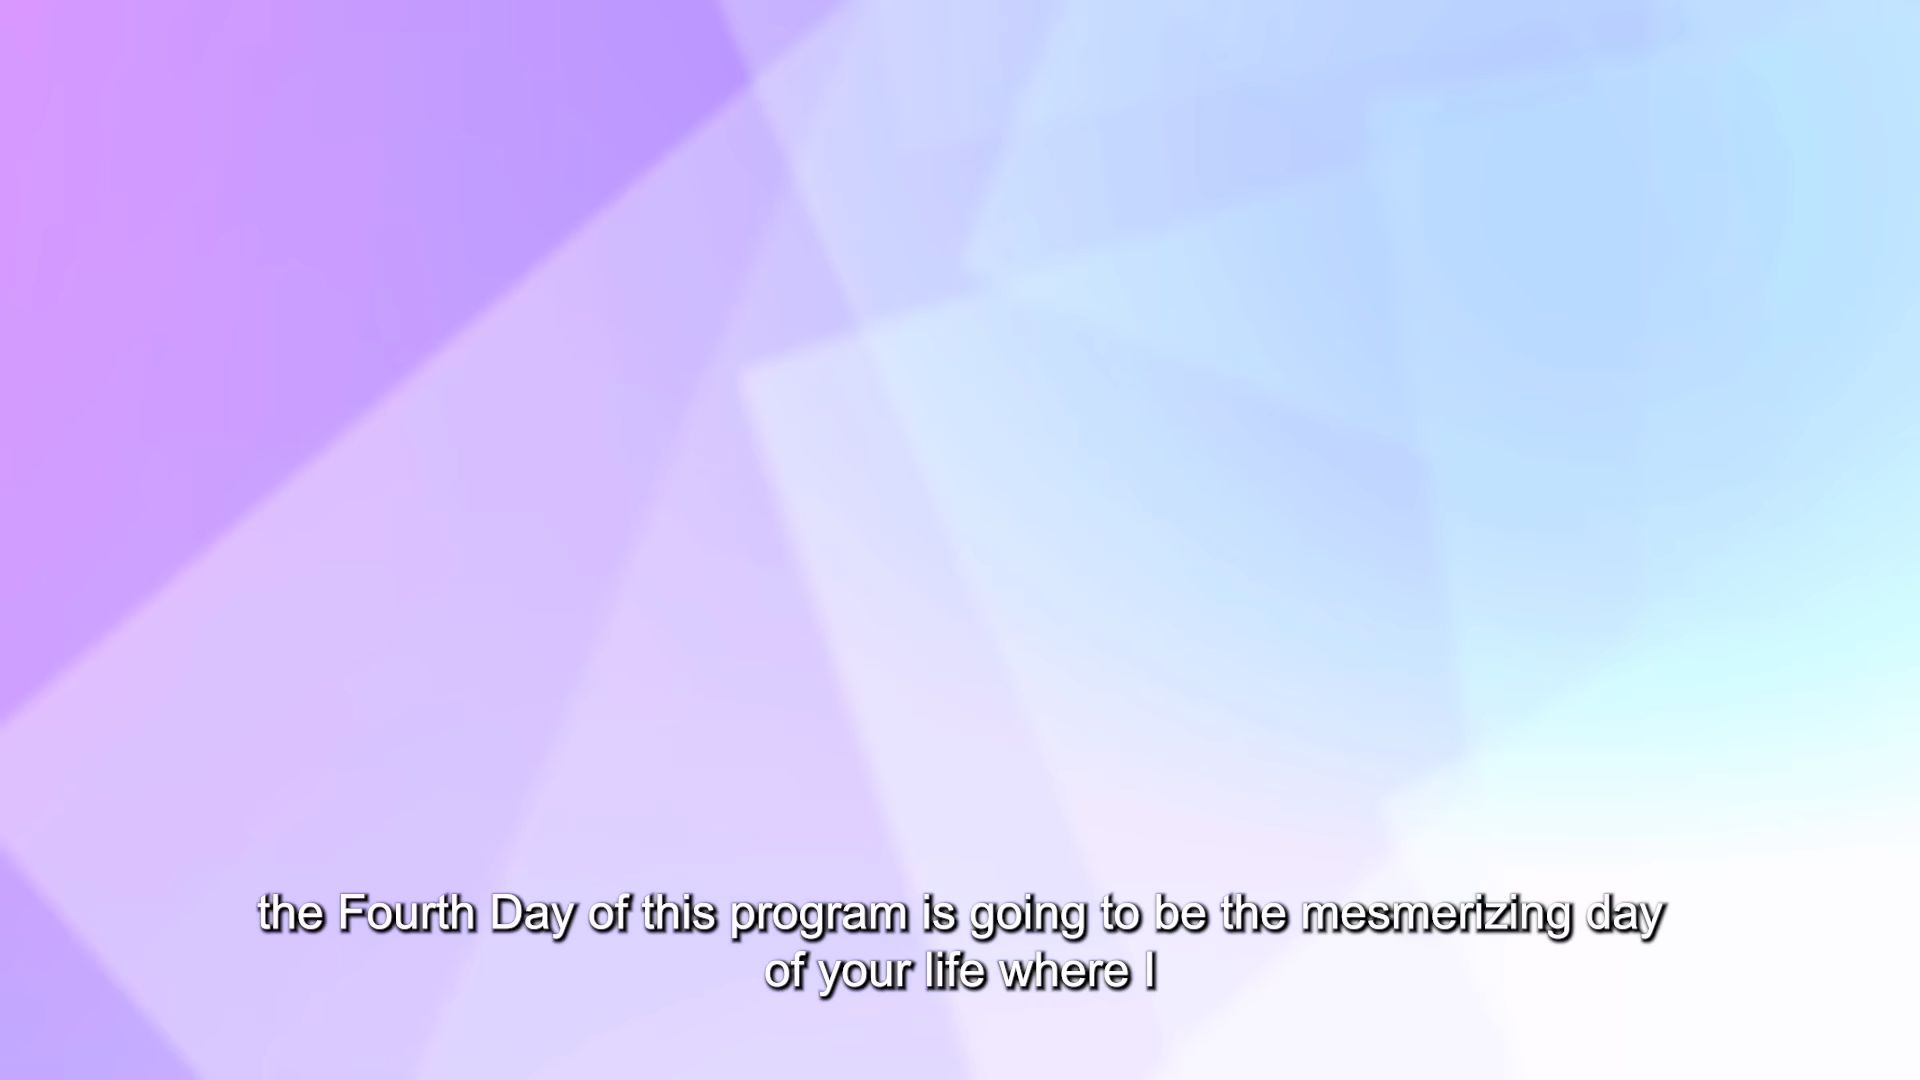 the Fourth Day of this program is going to be the mesmerizing day
of your life where I